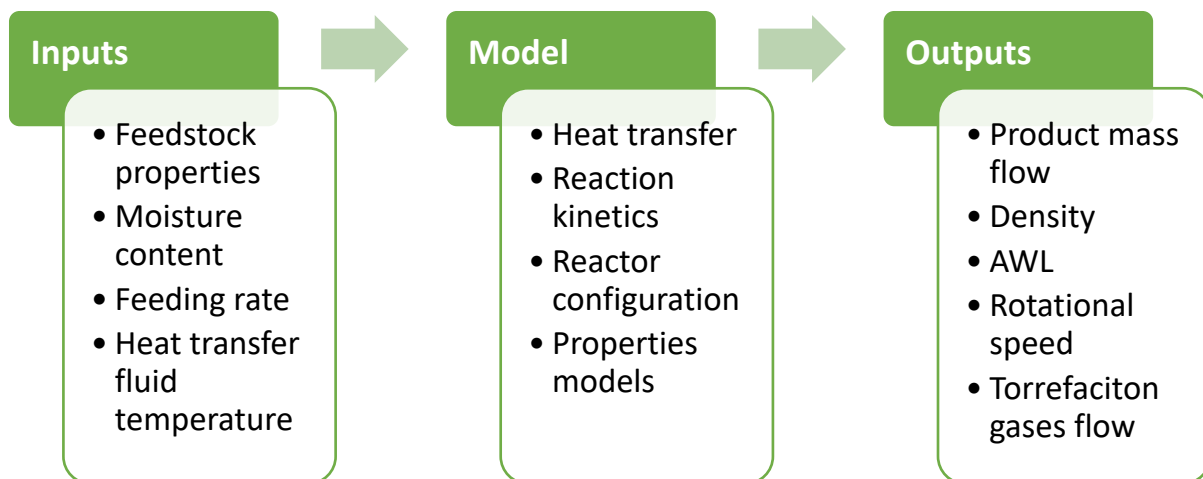 Inputs
• Feedstock
properties
• Moisture
content
• Feeding rate
• Heat transfer
fluid
temperature
Model
• Heat transfer
• Reaction
kinetics
• Reactor
configuration
• Properties
models
Outputs
• Product mass
flow
• Density
• AWL
• Rotational
speed
• Torrefaciton
gases flow